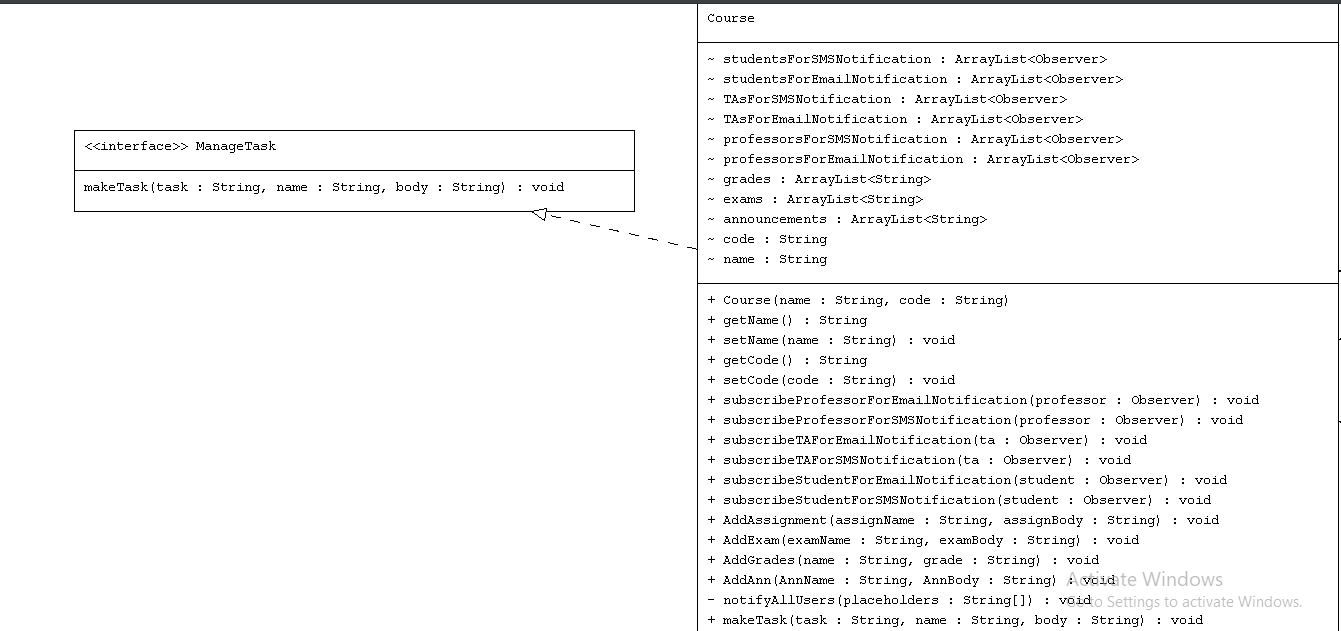 <<interface>> ManageTask
makeTask(task : String, name : String, body : String) : void
Course
~ studentsForSMSNotification : ArrayList<Observer>
~ studentsForEmailNotification : ArrayList<Observer>
~ TAsForSMSNotification : ArrayList<Observer>
~ TAsForEmailNotification : ArrayList<Observer>
~ professorsForSMSNotification : ArrayList<Observer>
~ professorsForEmailNotification : ArrayList<Observer>
~ grades : ArrayList<String>
~ exams : ArrayList<String>
~ announcements : ArrayList<String>
~ code : String
~ name : String
+ Course(name : String, code : String)
+ getName() : String
+ setName(name : String) : void
+ getCode() : String
+ setCode(code : String) : void
+ subscribeProfessorForEmailNotification(professor : Observer) : void
+ subscribeProfessorForSMSNotification(professor : Observer) : void
+ subscribeTAForEmailNotification(ta : Observer) : void
+ subscribeTAForSMSNotification(ta : Observer) : void
+ subscribeStudentForEmailNotification(student : Observer) : void
+ subscribeStudentForSMSNotification(student : Observer) : void
+ AddAssignment(assignName : String, assignBody : String) : void
+ AddExam(examName : String, examBody : String) : void
+ AddGrades(name : String, grade : String) : void
+ AddAnn(AnnName : String, AnnBody : String) : void
- notifyAllUsers(placeholders : String[]) : void
+ makeTask(task : String, name : String, body : String) : void
Activate Windows
Go to Settings to activate Windows.